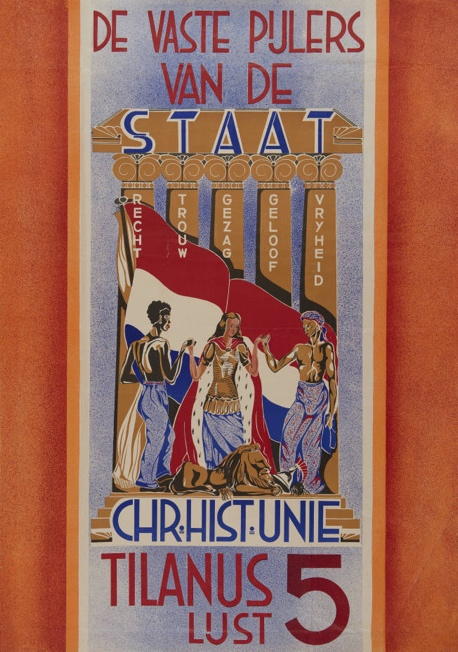 DE VASTE PIJLERS
VAN DE
STAAT
RECHT
TROUW
GEZAG
GELOOF
VRYHEID
CHR·HIST·UNIE
TILANUS 5
LIJST